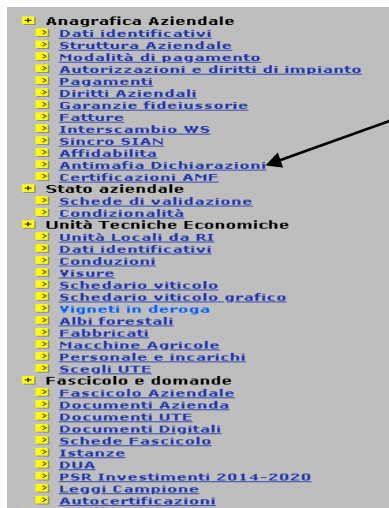 Anagrafica Aziendale
Dati identificativi
Struttura Aziendale
Modalità di pagamento
Autorizzazioni e diritti di impianto
Pagamenti
Diritti Aziendali
Garanzie fideiussorie
Fatture
Interscambio WS
Sincro SIAN
Affidabilita
Antimafia Dichiarazioni
Certificazioni AMF
Stato aziendale
Schede di validazione
Condizionalità
Unità Tecniche Economiche
Unità Locali da RI
Dati identificativi
Conduzioni
Visure
Schedario viticolo
Schedario viticolo grafico
Vigneti in deroga
Albi forestali
Fabbricati
Macchine Agricole
Personale e incarichi
Scegli UTE
Fascicolo e domande
Fascicolo Aziendale
Documenti Azienda
Documenti UTE
Documenti Digitali
Schede Fascicolo
Istanze
DUA
PSR Investimenti 2014-2020
Leggi Campione
Autocertificazioni